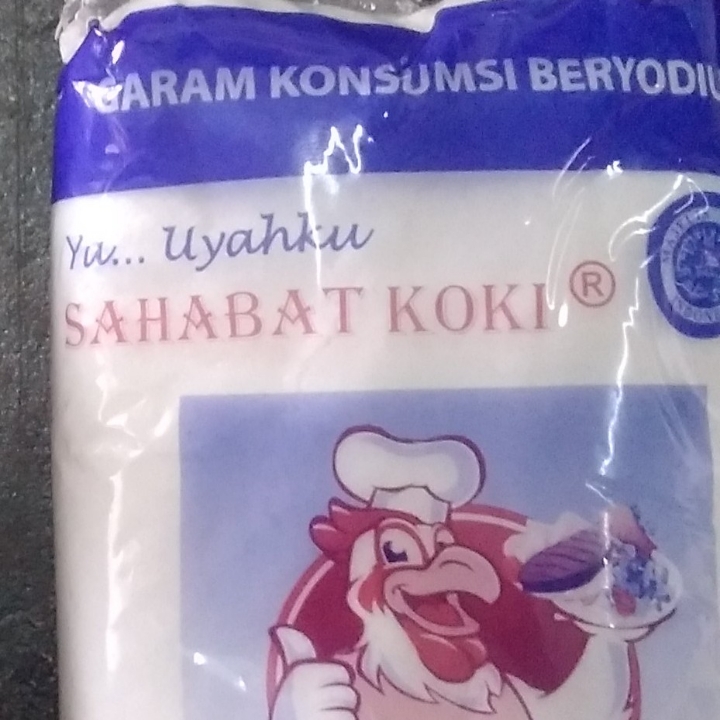 GARAM KONSUMSI BERYODIU
Yu... Uyahku
SAHABAT KOKI ®